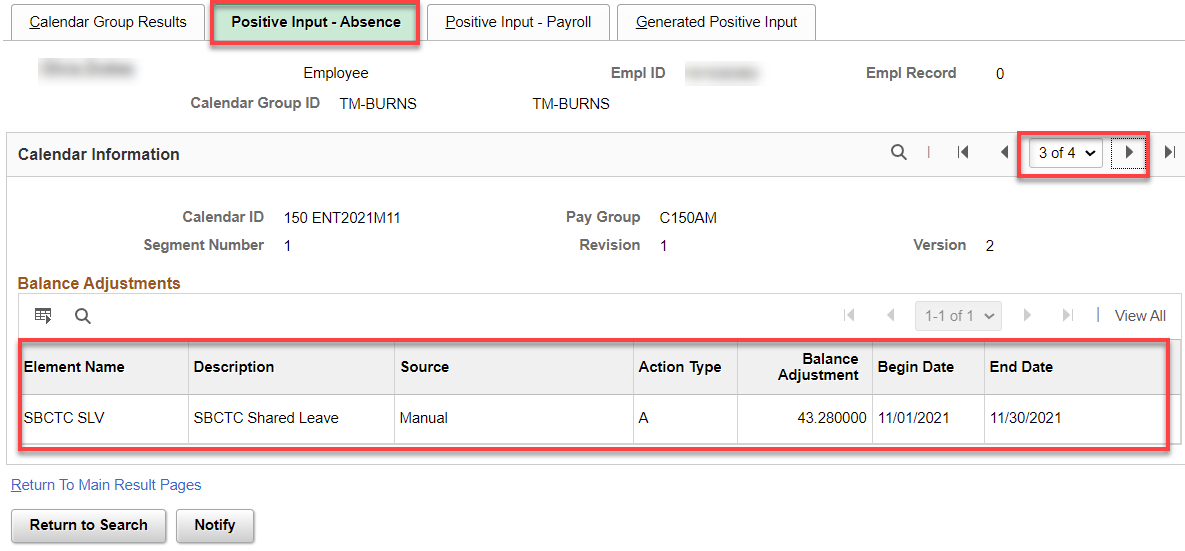 Calendar Group Results Positive Input - Absence Positive Input - Payroll Generated Positive Input
Employee Empl ID Empl Record 0
Calendar Group ID TM-BURNS TM-BURNS
Calendar Information 3 of 4
Calendar ID 150 ENT2021M11 Pay Group C150AM
Segment Number 1 Revision 1 Version 2
Balance Adjustments
1-1 of 1 View All
Element Name Description Source Action Type Balance Adjustment Begin Date End Date
SBCTC SLV SBCTC Shared Leave Manual A 43.280000 11/01/2021 11/30/2021
Return To Main Result Pages
Return to Search Notify